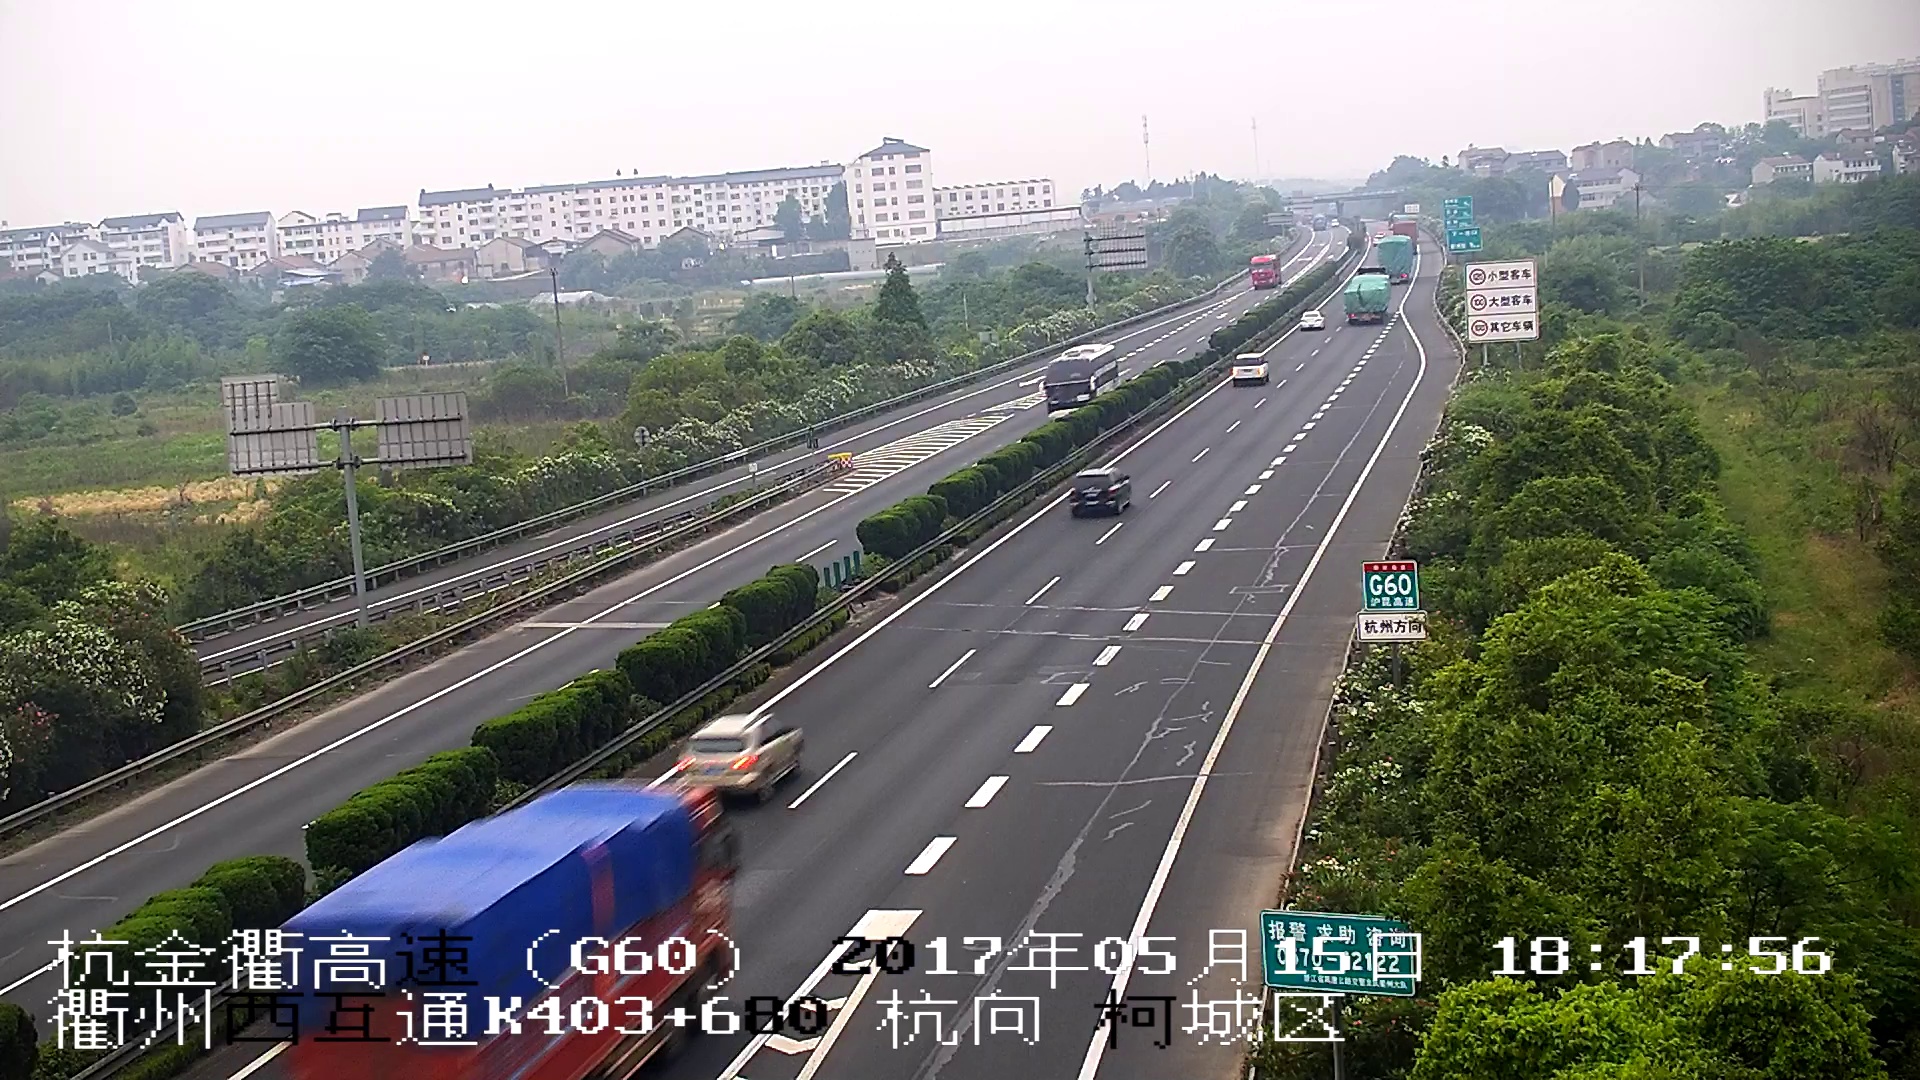 小型客车
100 大型客车
100 其它车辆
G60
沪昆高速
杭州方向
报警 求助 咨询
杭金衢高速（G60） 2017年05月15日 18:17:56
衢州西互通K403+680 杭向 柯城区